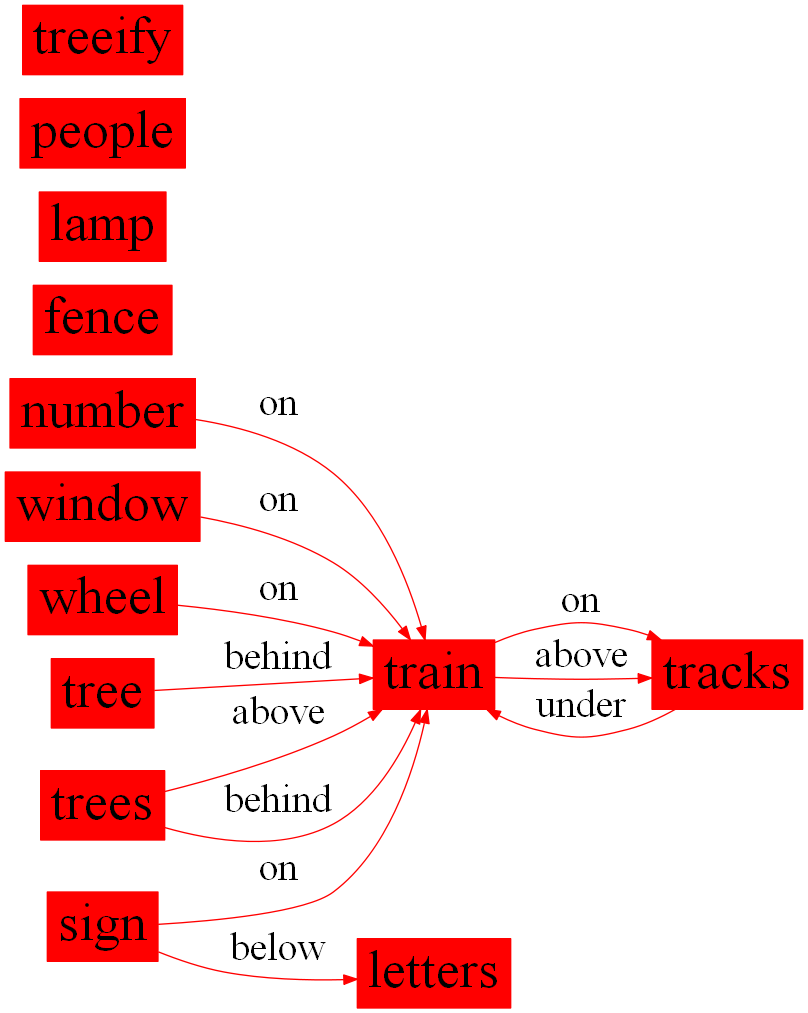 treeify
people
lamp
fence
number
on
window
on
wheel
on
on
tree
behind
train
above
tracks
above
under
trees
behind
on
sign
below
letters